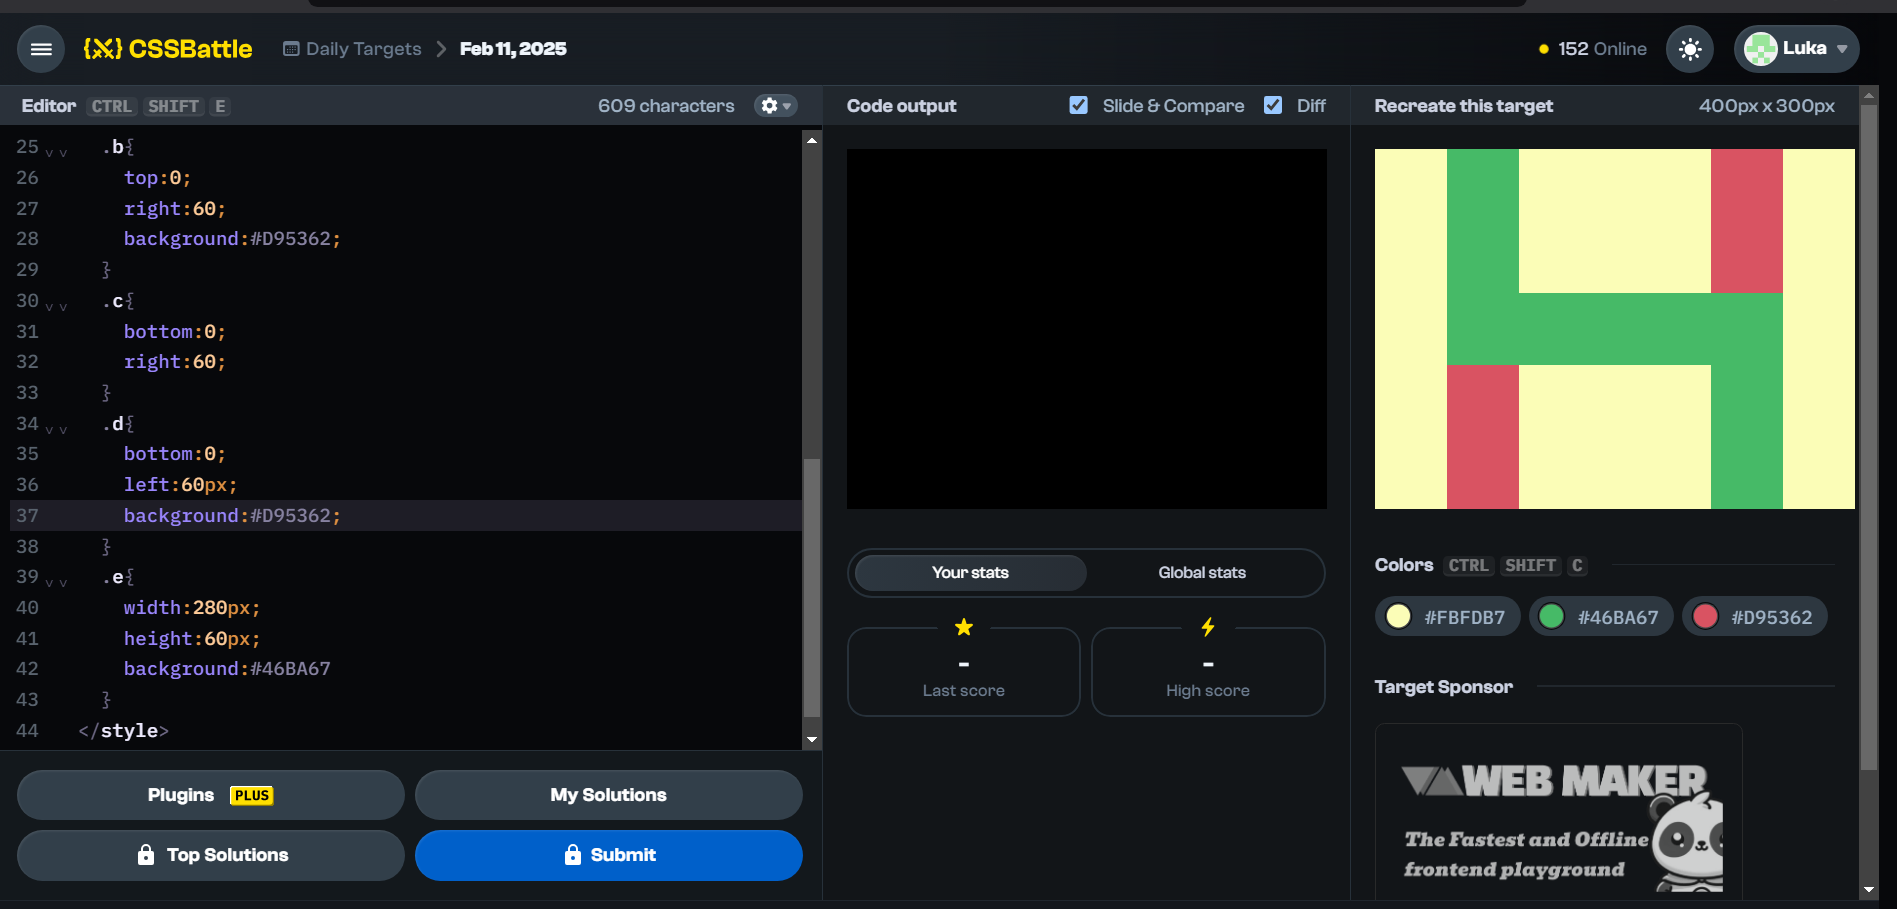 CSSBattle
Daily Targets
Feb 11, 2025
152 Online
Luka
Editor CTRL SHIFT E
609 characters
25 .b{
26 top:0;
27 right:60;
28 background:#D95362;
29 }
30 .c{
31 bottom:0;
32 right:60;
33 }
34 .d{
35 bottom:0;
36 left:60px;
37 background:#D95362;
38 }
39 .e{
40 width:280px;
41 height:60px;
42 background:#46BA67
43 }
44 </style>
Plugins PLUS
My Solutions
Top Solutions
Submit
Code output
Slide & Compare
Diff
Your stats
Global stats
-
Last score
-
High score
Recreate this target
400px x 300px
Colors CTRL SHIFT C
#FBFDB7
#46BA67
#D95362
Target Sponsor
WEB MAKER
The Fastest and Offline
frontend playground